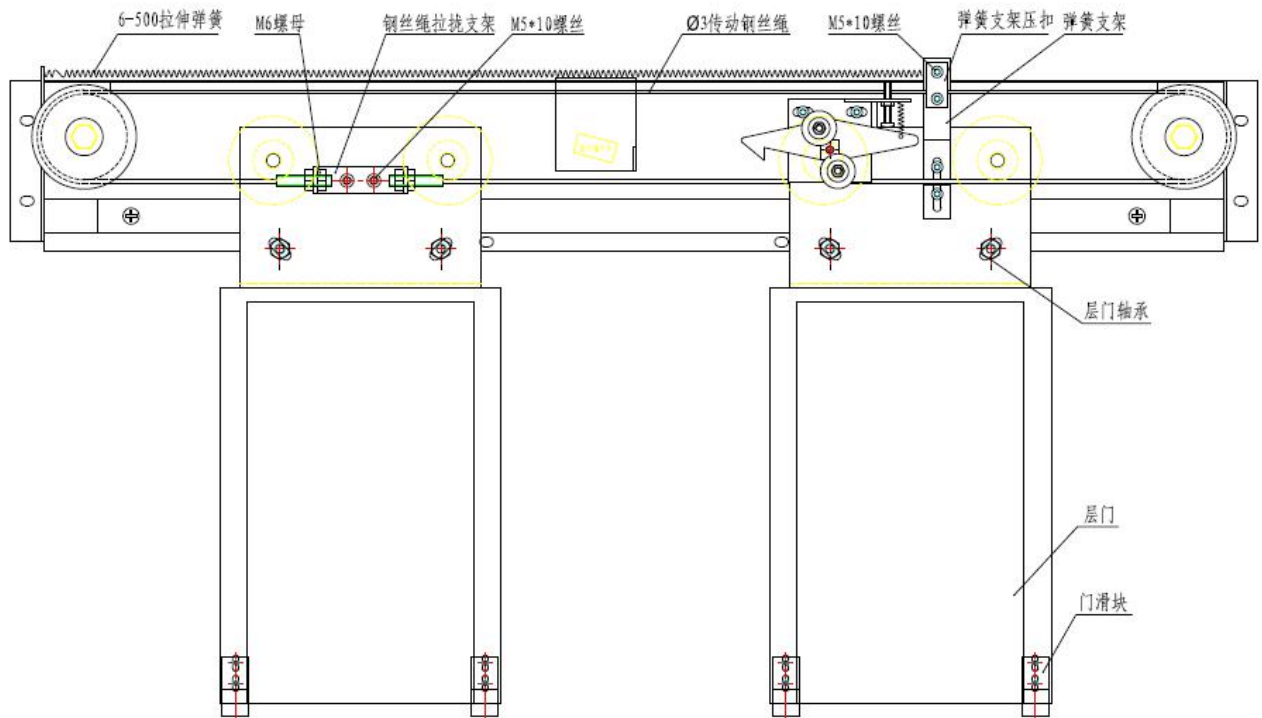 6-500拉伸弹簧
M6螺母
钢丝绳拉拢支架
M5*10螺丝
Ø3传动钢丝绳
M5*10螺丝
弹簧支架压扣
弹簧支架
层门轴承
层门
门滑块